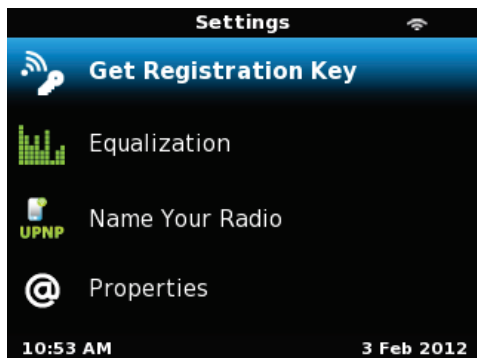 Settings
Get Registration Key
Equalization
UPNP Name Your Radio
@ Properties
10:53 AM 3 Feb 2012